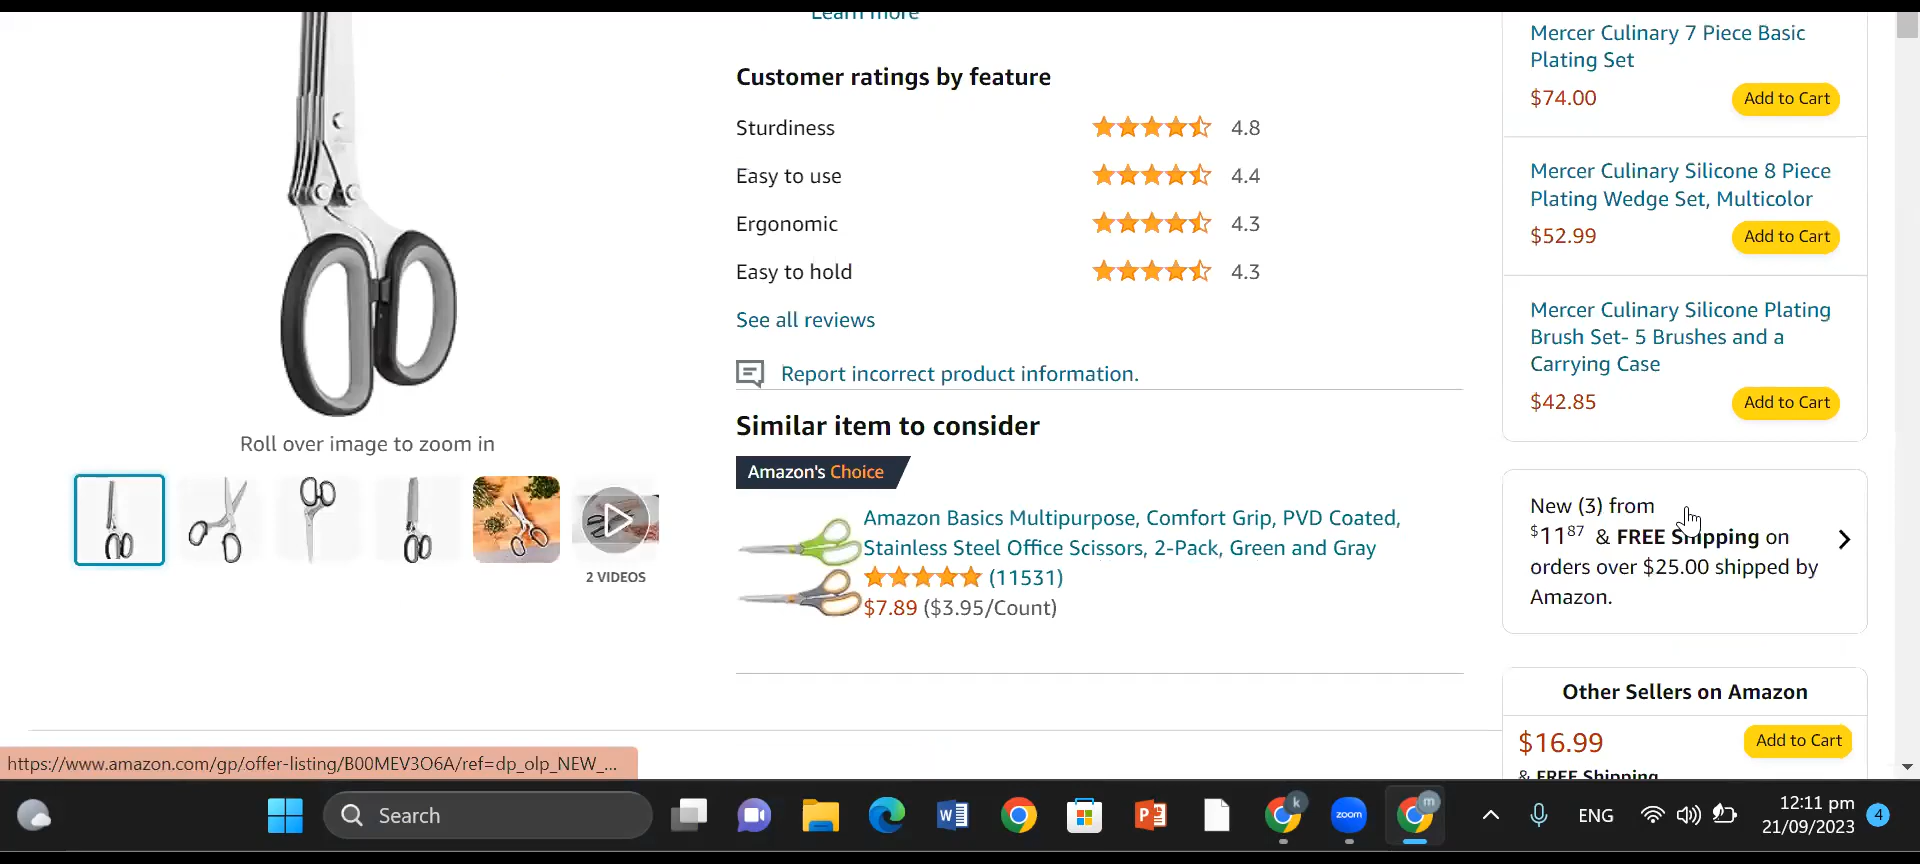 Learn more
Customer ratings by feature
Sturdiness 4.8
Easy to use 4.4
Ergonomic 4.3
Easy to hold 4.3
See all reviews
Report incorrect product information.
Similar item to consider
Amazon's Choice
Amazon Basics Multipurpose, Comfort Grip, PVD Coated,
Stainless Steel Office Scissors, 2-Pack, Green and Gray
(11531)
$7.89 ($3.95/Count)
Roll over image to zoom in
2 VIDEOS
Mercer Culinary 7 Piece Basic
Plating Set
$74.00 Add to Cart
Mercer Culinary Silicone 8 Piece
Plating Wedge Set, Multicolor
$52.99 Add to Cart
Mercer Culinary Silicone Plating
Brush Set- 5 Brushes and a
Carrying Case
$42.85 Add to Cart
New (3) from
$11⁸⁷ & FREE Shipping on
orders over $25.00 shipped by
Amazon.
Other Sellers on Amazon
$16.99 Add to Cart
& FREE Shipping
https://www.amazon.com/gp/offer-listing/B00MEV3O6A/ref=dp_olp_NEW_...
Search
W
P
k
zoom
m
ENG
12:11 pm
21/09/2023
4